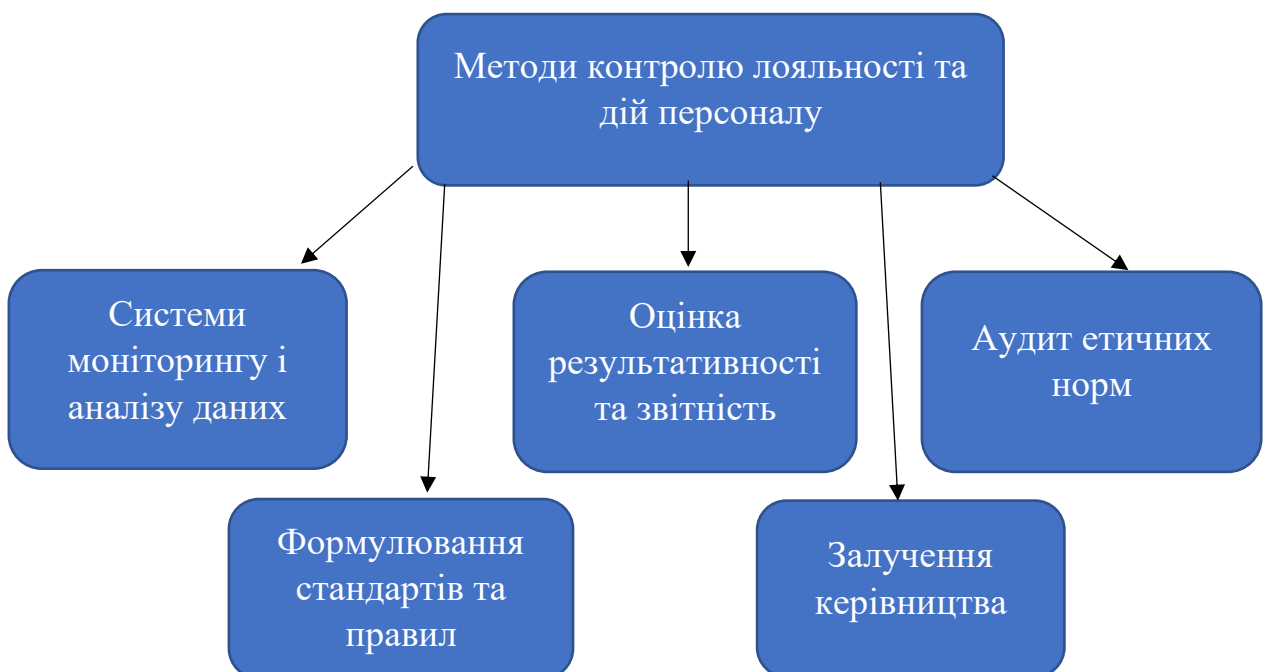 Методи контролю лояльності та
дій персоналу
Системи
моніторингу і
аналізу даних
Оцінка
результативності
та звітність
Аудит етичних
норм
Формулювання
стандартів та
правил
Залучення
керівництва